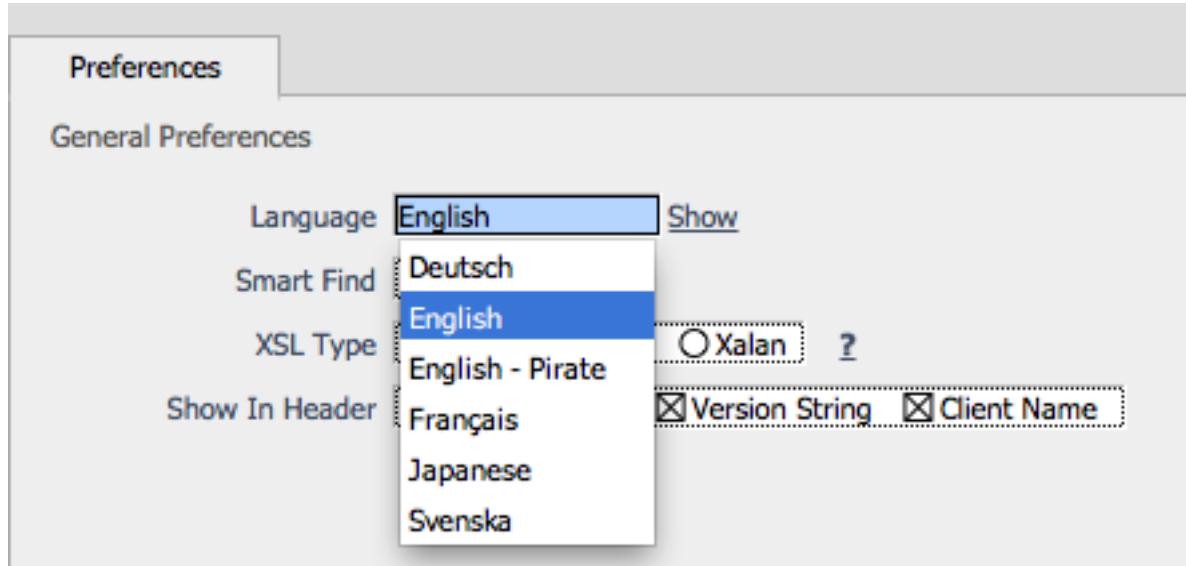 Preferences
General Preferences
Language English Show
Deutsch
Smart Find
English
XSL Type Xalan ?
English - Pirate
Show In Header Version String Client Name
Français
Japanese
Svenska